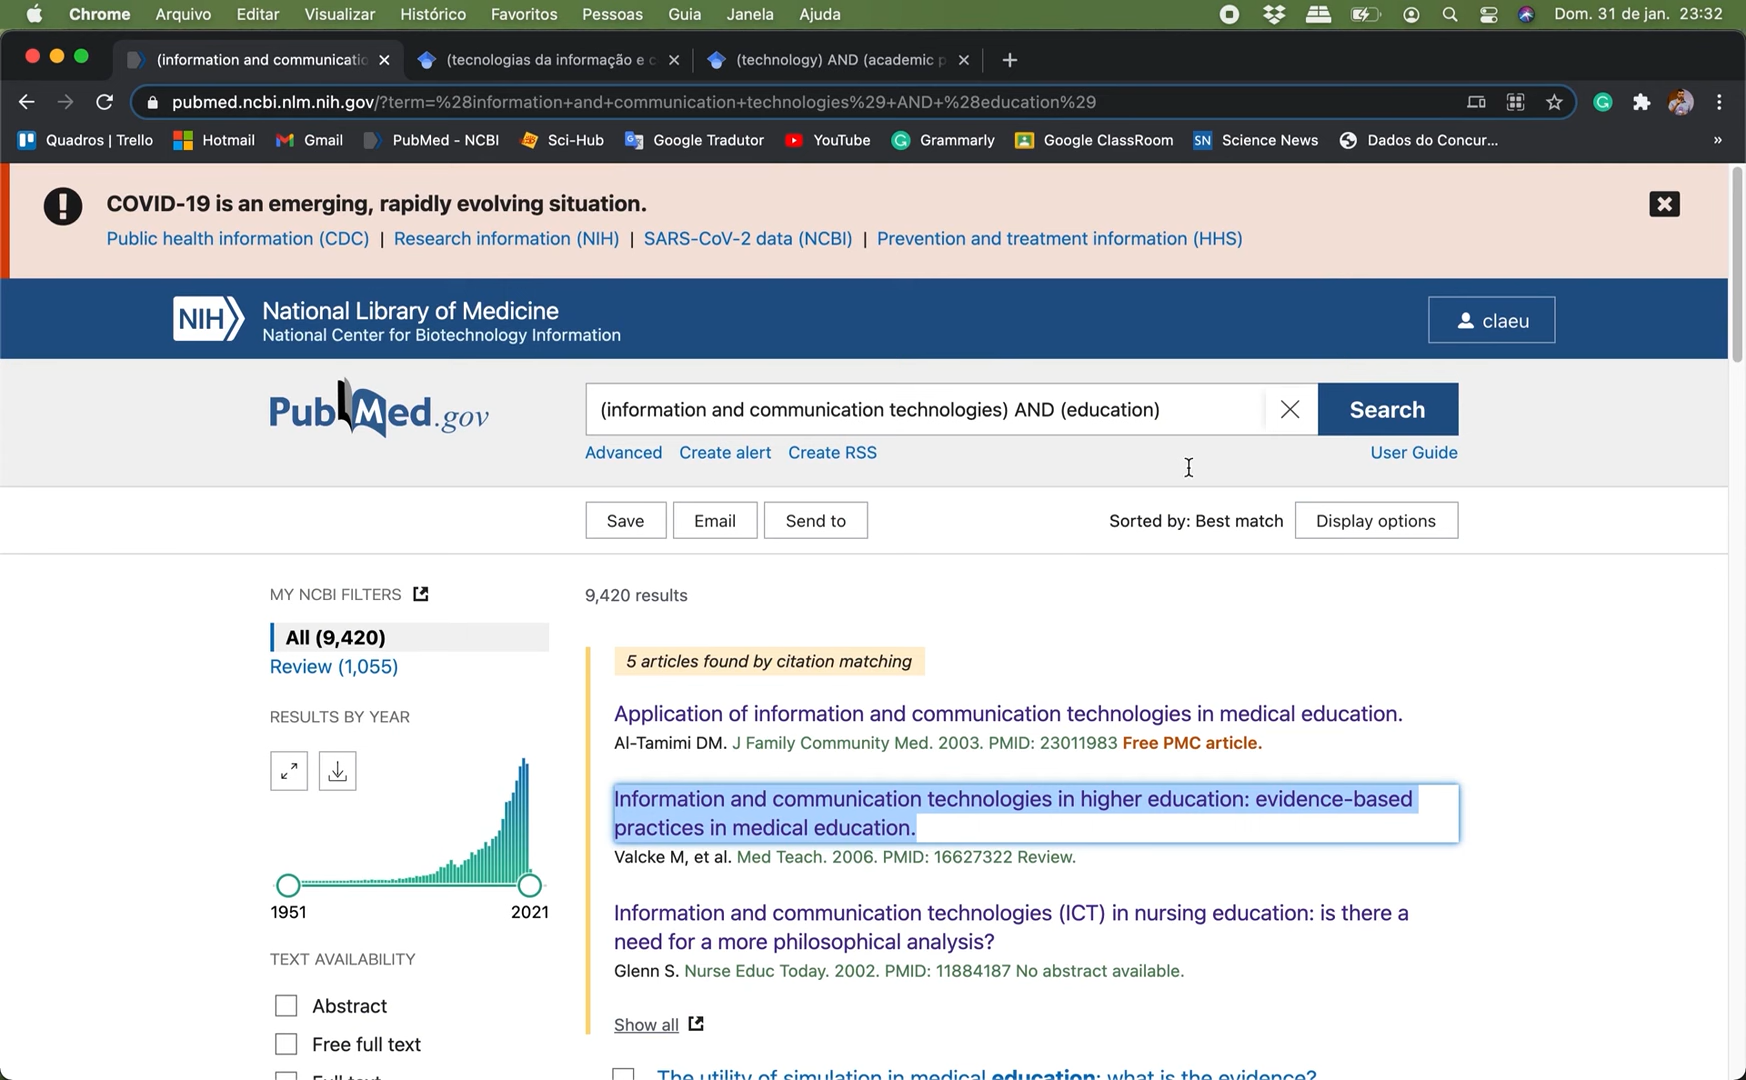 Chrome Arquivo Editar Visualizar Histórico Favoritos Pessoas Guia Janela Ajuda Dom. 31 de jan. 23:32
(information and communicatio (tecnologias da informação e c (technology) AND (academic p
pubmed.ncbi.nlm.nih.gov/?term=%28information+and+communication+technologies%29+AND+%28education%29
Quadros | Trello Hotmail Gmail PubMed - NCBI Sci-Hub Google Tradutor YouTube Grammarly Google ClassRoom SN Science News Dados do Concur... »
COVID-19 is an emerging, rapidly evolving situation.
Public health information (CDC) | Research information (NIH) | SARS-CoV-2 data (NCBI) | Prevention and treatment information (HHS)
NIH National Library of Medicine
National Center for Biotechnology Information
claeu
PubMed.gov
(information and communication technologies) AND (education)
Search
Advanced Create alert Create RSS User Guide
Save Email Send to Sorted by: Best match Display options
MY NCBI FILTERS
All (9,420)
Review (1,055)
RESULTS BY YEAR
1951 2021
TEXT AVAILABILITY
Abstract
Free full text
Full text
9,420 results
5 articles found by citation matching
Application of information and communication technologies in medical education.
Al-Tamimi DM. J Family Community Med. 2003. PMID: 23011983 Free PMC article.
Information and communication technologies in higher education: evidence-based
practices in medical education.
Valcke M, et al. Med Teach. 2006. PMID: 16627322 Review.
Information and communication technologies (ICT) in nursing education: is there a
need for a more philosophical analysis?
Glenn S. Nurse Educ Today. 2002. PMID: 11884187 No abstract available.
Show all
The utility of simulation in medical education: what is the evidence?